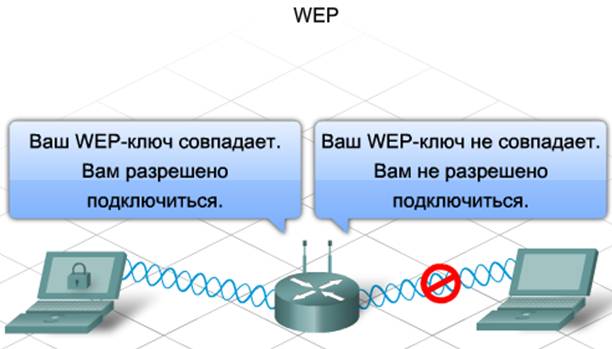 WEP
Ваш WEP-ключ совпадает.
Вам разрешено
подключиться.
Ваш WEP-ключ не совпадает.
Вам не разрешено
подключиться.